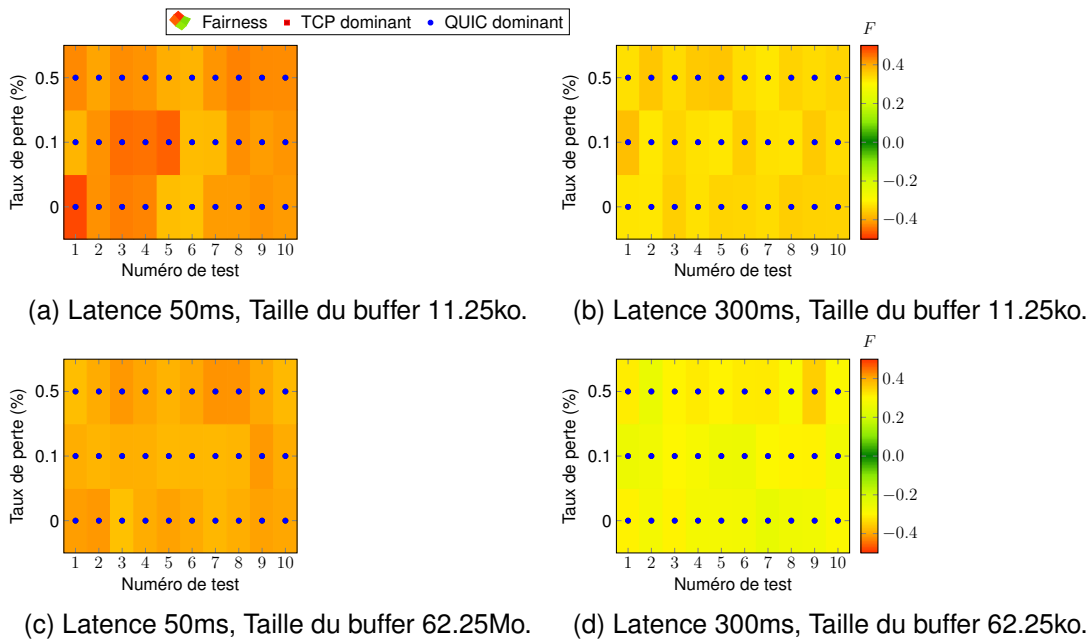 Fairness TCP dominant QUIC dominant
F
Taux de perte (%)
0.5
0.1
0
1 2 3 4 5 6 7 8 9 10
Numéro de test
Taux de perte (%)
0.5
0.1
0
1 2 3 4 5 6 7 8 9 10
Numéro de test
0.4
0.2
0.0
−0.2
−0.4
(a) Latence 50ms, Taille du buffer 11.25ko.
(b) Latence 300ms, Taille du buffer 11.25ko.
F
Taux de perte (%)
0.5
0.1
0
1 2 3 4 5 6 7 8 9 10
Numéro de test
Taux de perte (%)
0.5
0.1
0
1 2 3 4 5 6 7 8 9 10
Numéro de test
0.4
0.2
0.0
−0.2
−0.4
(c) Latence 50ms, Taille du buffer 62.25Mo.
(d) Latence 300ms, Taille du buffer 62.25ko.